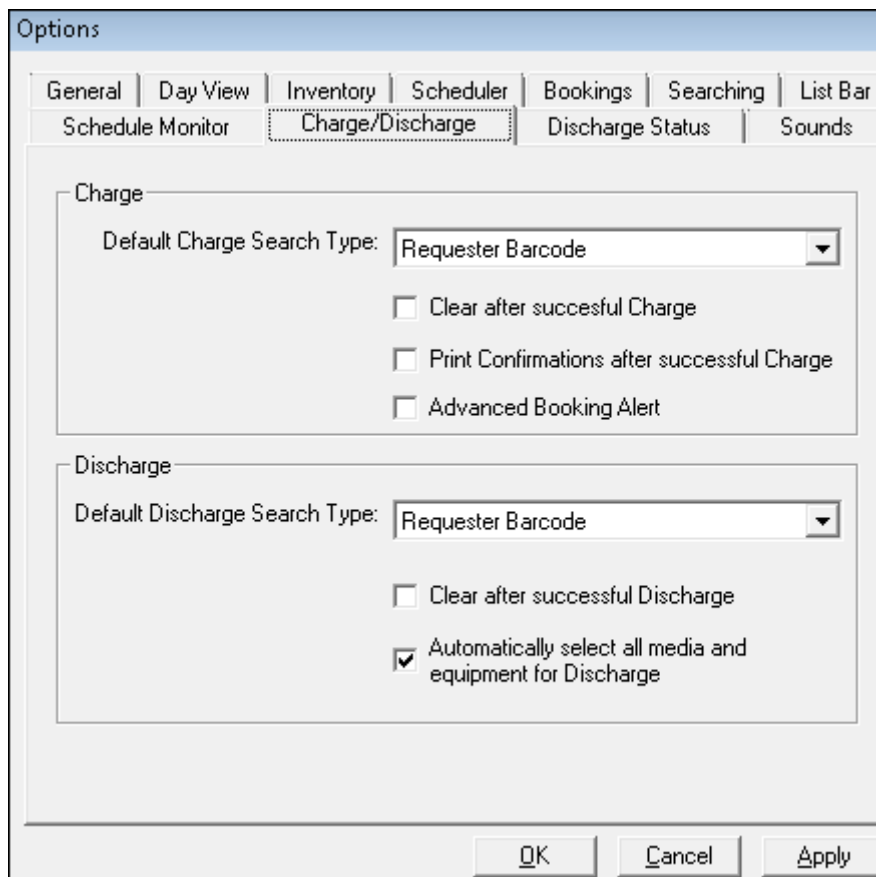 Options
General Day View Inventory Scheduler Bookings Searching List Bar
Schedule Monitor Charge/Discharge Discharge Status Sounds
Charge
Default Charge Search Type: Requester Barcode
Clear after succesful Charge
Print Confirmations after successful Charge
Advanced Booking Alert
Discharge
Default Discharge Search Type: Requester Barcode
Clear after successful Discharge
Automatically select all media and
equipment for Discharge
OK Cancel Apply